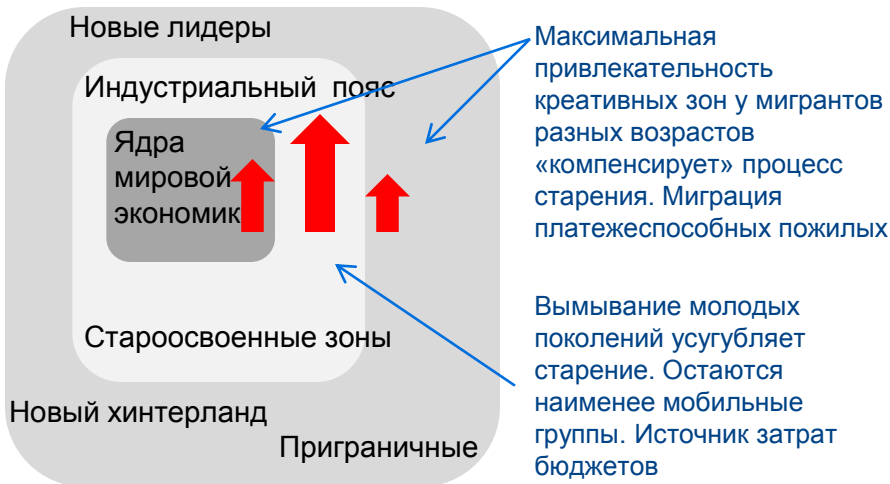 Новые лидеры
Индустриальный пояс
Ядра
мировой
экономик
Староосвоенные зоны
Новый хинтерланд
Приграничные
Максимальная
привлекательность
креативных зон у мигрантов
разных возрастов
«компенсирует» процесс
старения. Миграция
платежеспособных пожилых
Вымывание молодых
поколений усугубляет
старение. Остаются
наименее мобильные
группы. Источник затрат
бюджетов